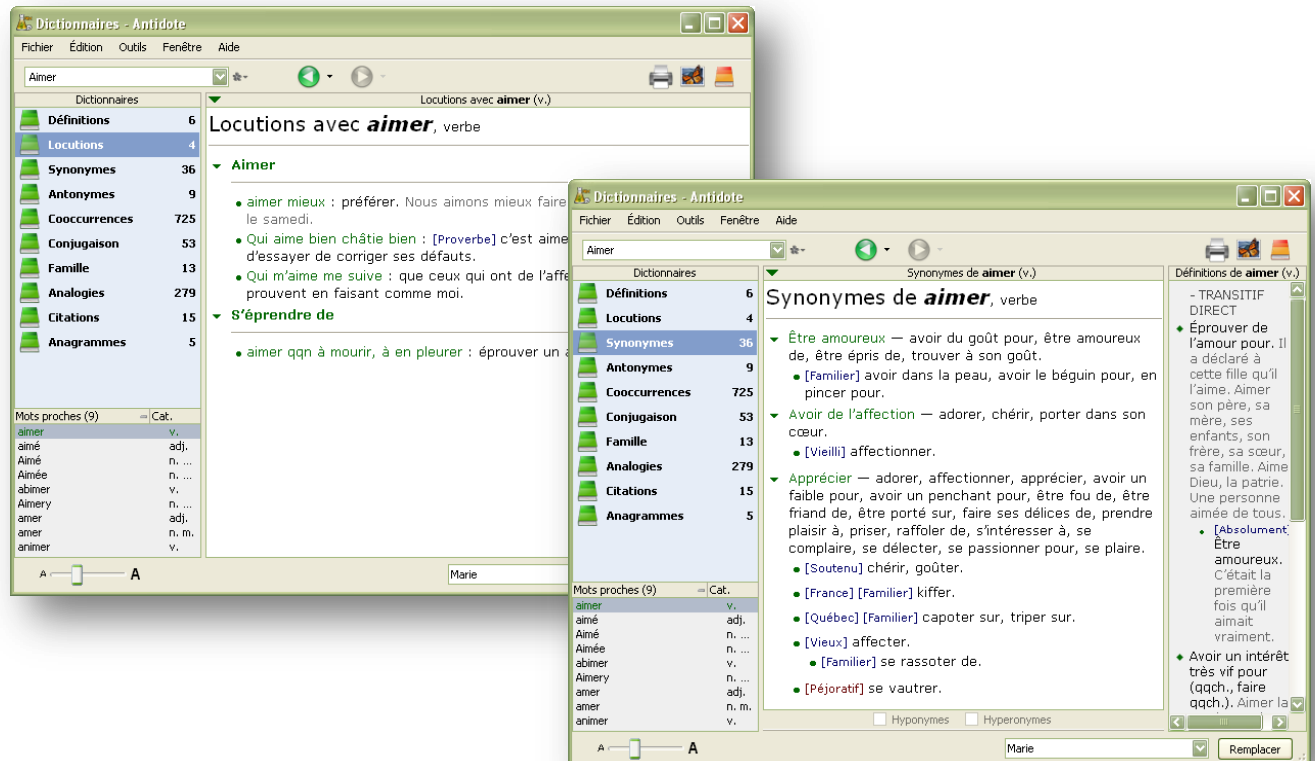 Dictionnaires - Antidote
Fichier Édition Outils Fenêtre Aide
Aimer
Dictionnaires
Définitions 6
Locutions 4
Synonymes 36
Antonymes 9
Cooccurrences 725
Conjugaison 53
Famille 13
Analogies 279
Citations 15
Anagrammes 5
Mots proches (9) Cat.
aimer v.
aimé adj.
Aimé n. ...
Aimée n. ...
abimer v.
Aimery n. ...
amer adj.
amer n. m.
animer v.
A A
Locutions avec aimer (v.)
Locutions avec aimer, verbe
Aimer
• aimer mieux : préférer. Nous aimons mieux faire
le samedi.
• Qui aime bien châtie bien : [Proverbe] c'est aime
d'essayer de corriger ses défauts.
• Qui m'aime me suive : que ceux qui ont de l'affe
prouvent en faisant comme moi.
S'éprendre de
• aimer qqn à mourir, à en pleurer : éprouver un a
Marie
Dictionnaires - Antidote
Fichier Édition Outils Fenêtre Aide
Aimer
Dictionnaires
Définitions 6
Locutions 4
Synonymes 36
Antonymes 9
Cooccurrences 725
Conjugaison 53
Famille 13
Analogies 279
Citations 15
Anagrammes 5
Mots proches (9) Cat.
aimer v.
aimé adj.
Aimé n. ...
Aimée n. ...
abimer v.
Aimery n. ...
amer adj.
amer n. m.
animer v.
A A
Synonymes de aimer (v.)
Synonymes de aimer, verbe
Être amoureux — avoir du goût pour, être amoureux
de, être épris de, trouver à son goût.
• [Familier] avoir dans la peau, avoir le béguin pour, en
pincer pour.
Avoir de l'affection — adorer, chérir, porter dans son
cœur.
• [Vieilli] affectionner.
Apprécier — adorer, affectionner, apprécier, avoir un
faible pour, avoir un penchant pour, être fou de, être
friand de, être porté sur, faire ses délices de, prendre
plaisir à, priser, raffoler de, s'intéresser à, se
complaire, se délecter, se passionner pour, se plaire.
• [Soutenu] chérir, goûter.
• [France] [Familier] kiffer.
• [Québec] [Familier] capoter sur, triper sur.
• [Vieux] affecter.
• [Familier] se rassoter de.
• [Péjoratif] se vautrer.
Hyponymes Hyperonymes
Définitions de aimer (v.)
- TRANSITIF
DIRECT
Éprouver de
l'amour pour. Il
a déclaré à
cette fille qu'il
l'aime. Aimer
son père, sa
mère, ses
enfants, son
frère, sa sœur,
sa famille. Aime
Dieu, la patrie.
Une personne
aimée de tous.
• [Absolument]
Être
amoureux.
C'était la
première
fois qu'il
aimait
vraiment.
Avoir un intérêt
très vif pour
(qqch., faire
qqch.). Aimer la
Marie
Remplacer